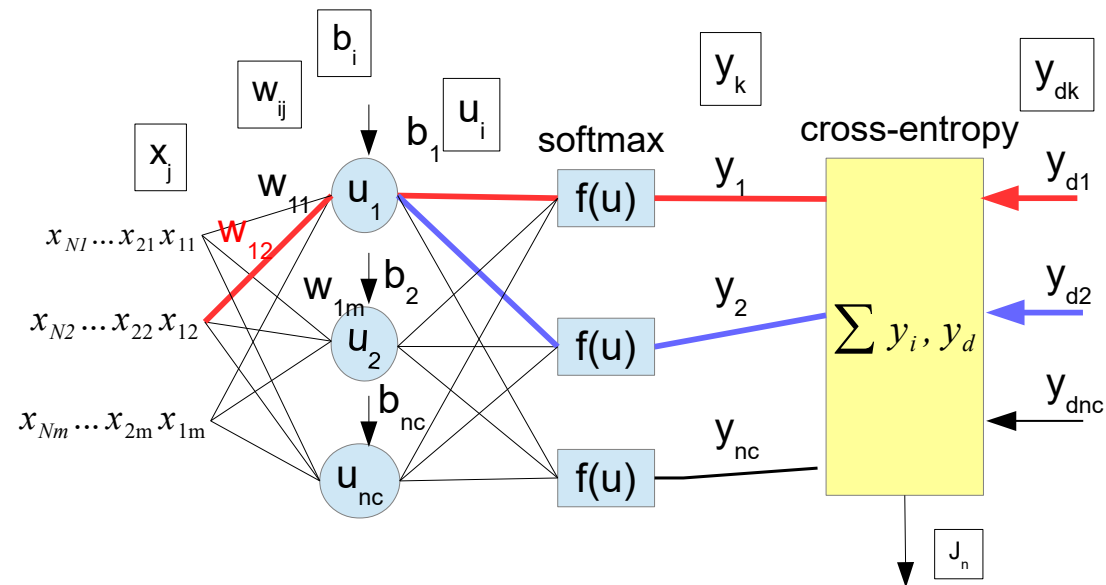 b_i
w_ij
y_k
y_dk
x_j
u_i
b_1
softmax
cross-entropy
w_11
u_1
f(u)
y_1
y_d1
x_N1 ... x_21 x_11
w_12
w_1m
b_2
y_2
y_d2
x_N2 ... x_22 x_12
u_2
f(u)
∑ y_i , y_d
b_nc
y_nc
y_dnc
x_Nm ... x_2m x_1m
u_nc
f(u)
J_n